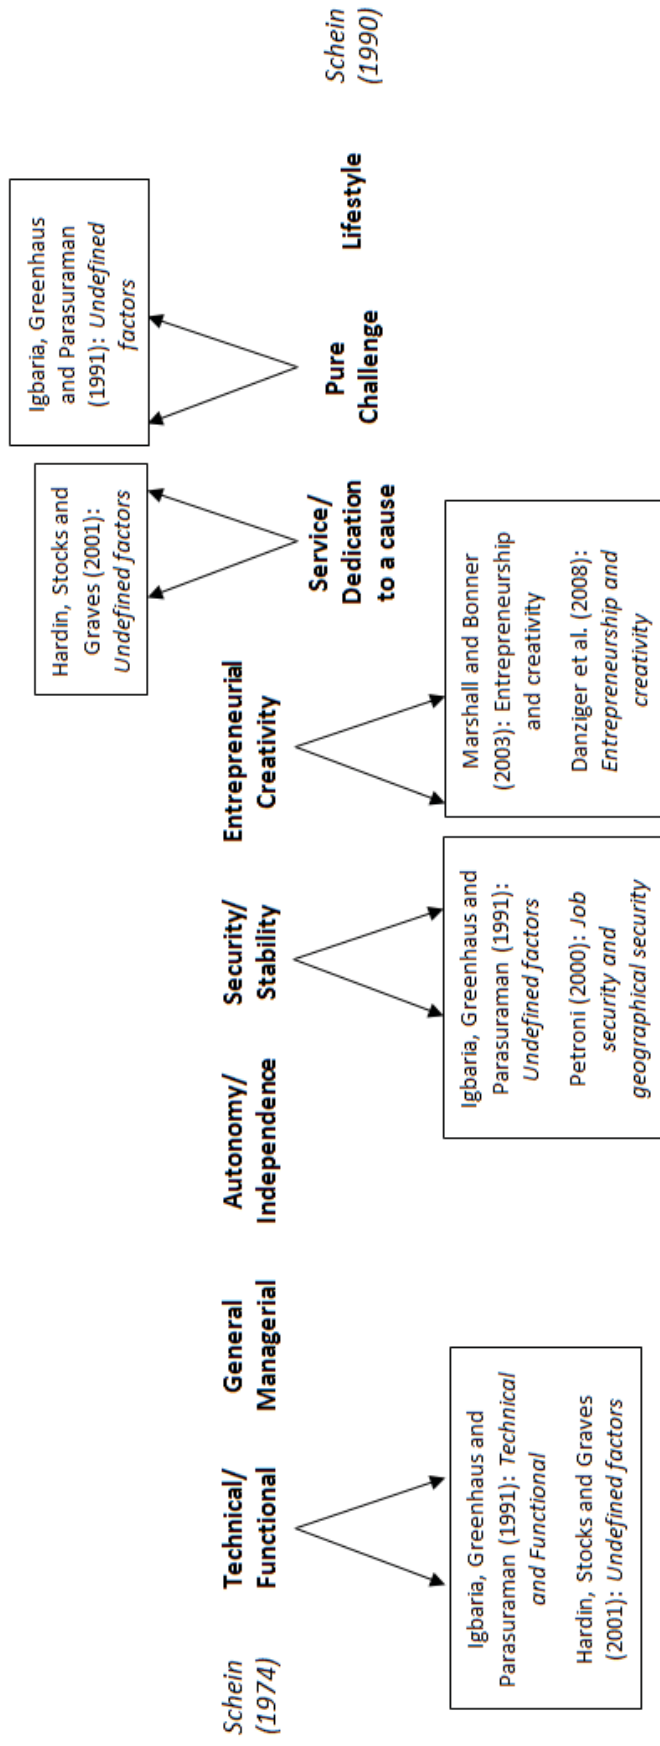 Hardin, Stocks and
Graves (2001):
Undefined factors
Igbaria, Greenhaus
and Parasuraman
(1991): Undefined
factors
Schein
(1974)
Technical/
Functional
General
Managerial
Autonomy/
Independence
Security/
Stability
Entrepreneurial
Creativity
Service/
Dedication
to a cause
Pure
Challenge
Lifestyle
Schein
(1990)
Igbaria, Greenhaus and
Parasuraman (1991): Technical
and Functional
Hardin, Stocks and Graves
(2001): Undefined factors
Igbaria, Greenhaus and
Parasuraman (1991):
Undefined factors
Petroni (2000): Job
security and
geographical security
Marshall and Bonner
(2003): Entrepreneurship
and creativity
Danziger et al. (2008):
Entrepreneurship and
creativity